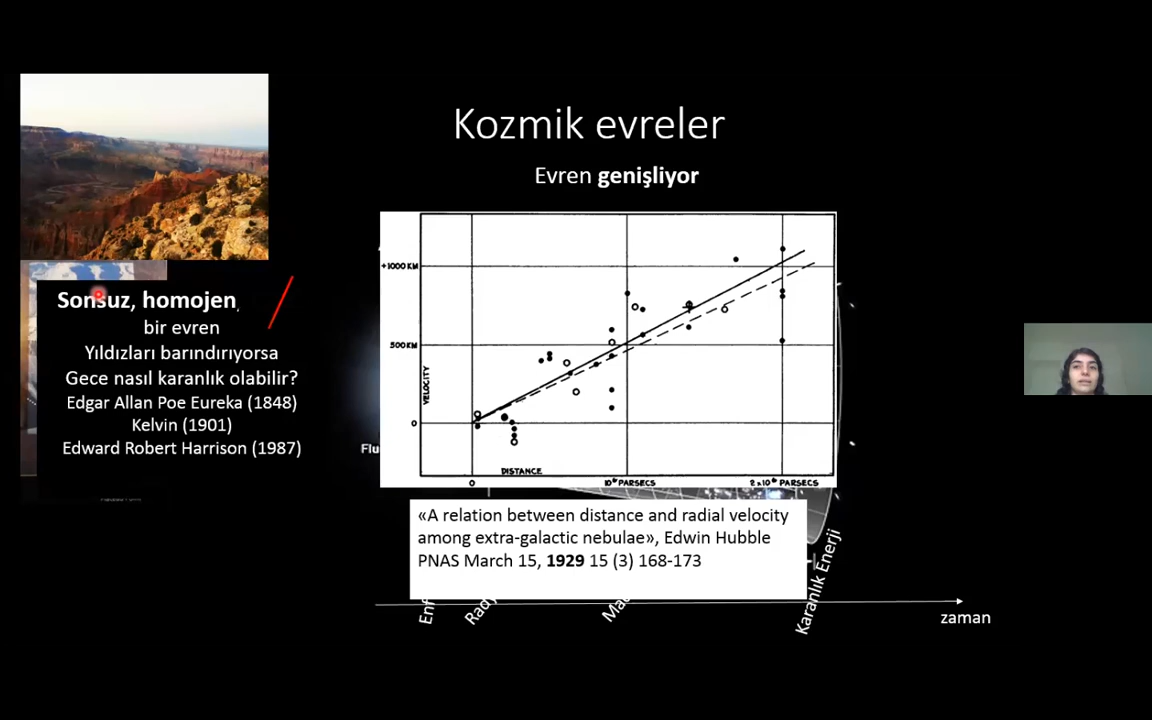 Kozmik evreler
Evren genişliyor
Sonsuz, homojen,
bir evren
Yıldızları barındırıyorsa
Gece nasıl karanlık olabilir?
Edgar Allan Poe Eureka (1848)
Kelvin (1901)
Edward Robert Harrison (1987)
+1000 KM
500 KM
0
VELOCITY
DISTANCE
0
10⁶ PARSECS
2 x 10⁶ PARSECS
«A relation between distance and radial velocity
among extra-galactic nebulae», Edwin Hubble
PNAS March 15, 1929 15 (3) 168-173
Karanlık Enerji
zaman